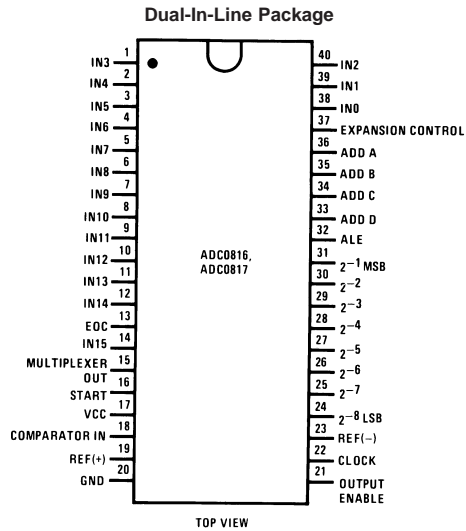 Dual-In-Line Package
1
IN3
2
IN4
3
IN5
4
IN6
5
IN7
6
IN8
7
IN9
8
IN10
9
IN11
10
IN12
11
IN13
12
IN14
13
EOC
14
IN15
15
MULTIPLEXER
OUT
16
START
17
VCC
18
COMPARATOR IN
19
REF(+)
20
GND
ADC0816,
ADC0817
40
IN2
39
IN1
38
IN0
37
EXPANSION CONTROL
36
ADD A
35
ADD B
34
ADD C
33
ADD D
32
ALE
31
2−1 MSB
30
2−2
29
2−3
28
2−4
27
2−5
26
2−6
25
2−7
24
2−8 LSB
23
REF(−)
22
CLOCK
21
OUTPUT
ENABLE
TOP VIEW